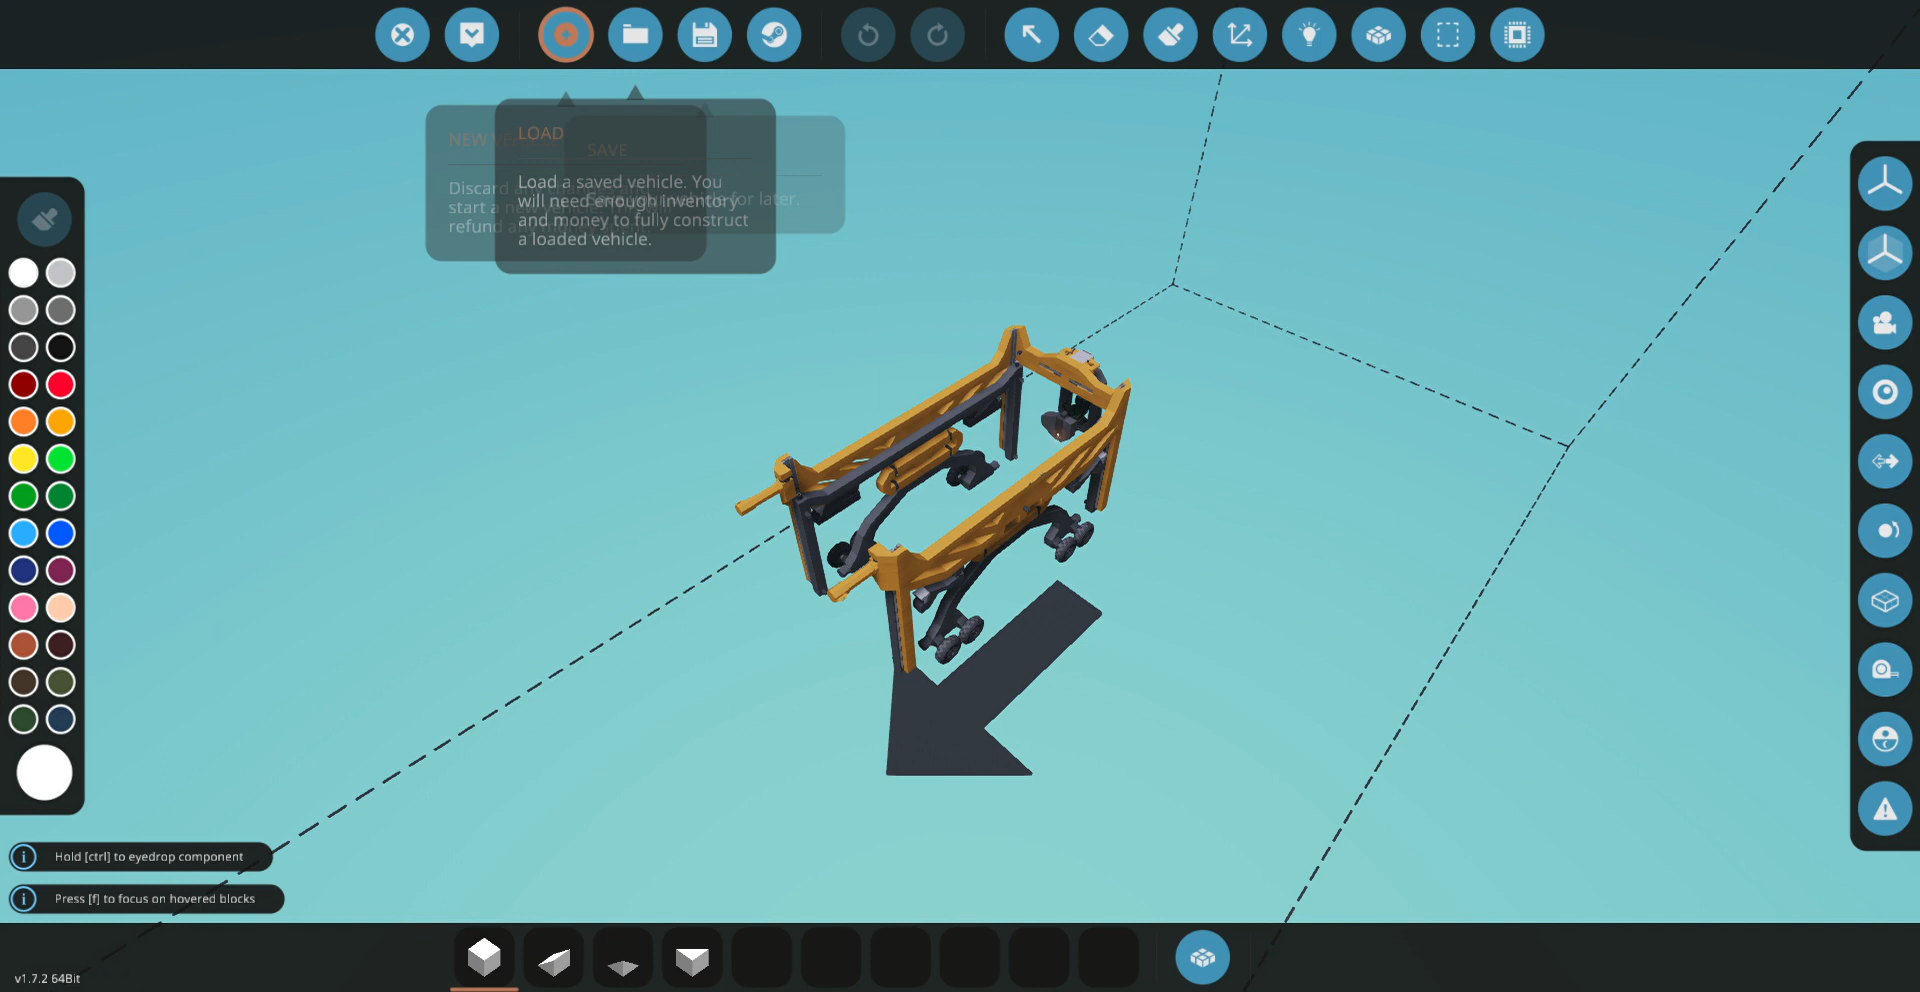 NEW
LOAD
SAVE
Discard
start a new
refund
Load a saved vehicle. You
will need enough inventory
and money to fully construct
a loaded vehicle.
for later.
Hold [ctrl] to eyedrop component
Press [f] to focus on hovered blocks
v1.7.2 64Bit